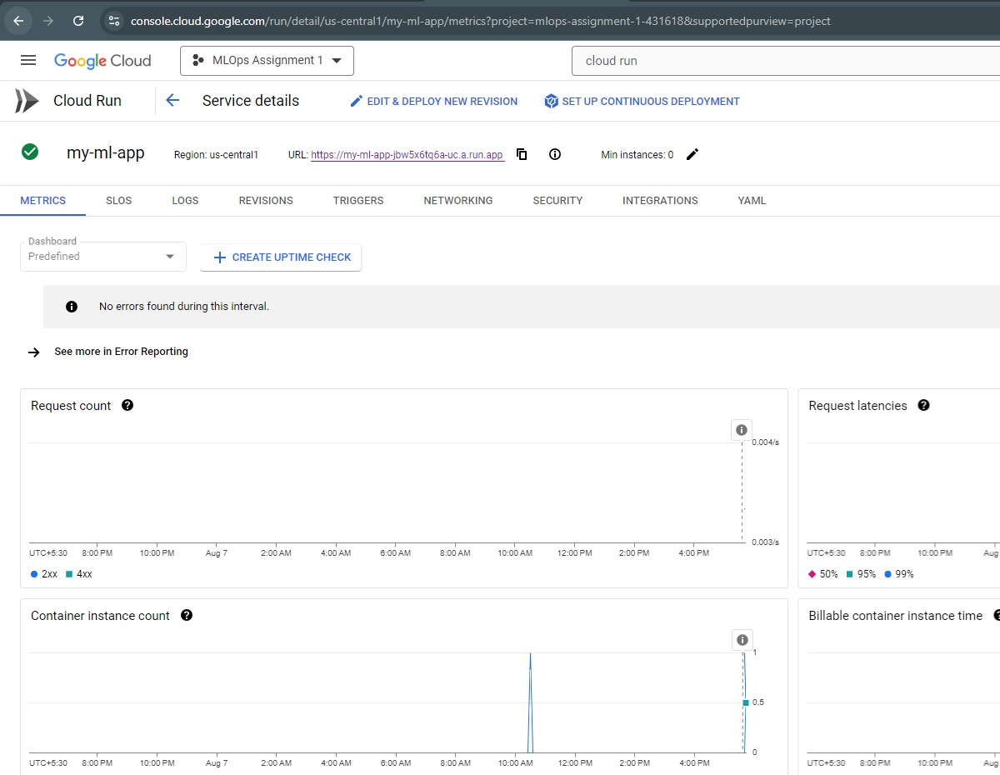 console.cloud.google.com/run/detail/us-central1/my-ml-app/metrics?project=mlops-assignment-1-431618&supportedpurview=project
Google Cloud
MLOps Assignment 1
cloud run
Cloud Run
Service details
EDIT & DEPLOY NEW REVISION
SET UP CONTINUOUS DEPLOYMENT
my-ml-app
Region: us-central1
URL: https://my-ml-app-jbw5x6tq6a-uc.a.run.app
Min instances: 0
METRICS
SLOS
LOGS
REVISIONS
TRIGGERS
NETWORKING
SECURITY
INTEGRATIONS
YAML
Dashboard
Predefined
CREATE UPTIME CHECK
No errors found during this interval.
See more in Error Reporting
Request count
0.004/s
0.003/s
UTC+5:30 8:00 PM 10:00 PM Aug 7 2:00 AM 4:00 AM 6:00 AM 8:00 AM 10:00 AM 12:00 PM 2:00 PM 4:00 PM
2xx 4xx
Request latencies
UTC+5:30 8:00 PM 10:00 PM Aug
50% 95% 99%
Container instance count
1
0.5
0
UTC+5:30 8:00 PM 10:00 PM Aug 7 2:00 AM 4:00 AM 6:00 AM 8:00 AM 10:00 AM 12:00 PM 2:00 PM 4:00 PM
Billable container instance time
UTC+5:30 8:00 PM 10:00 PM Aug